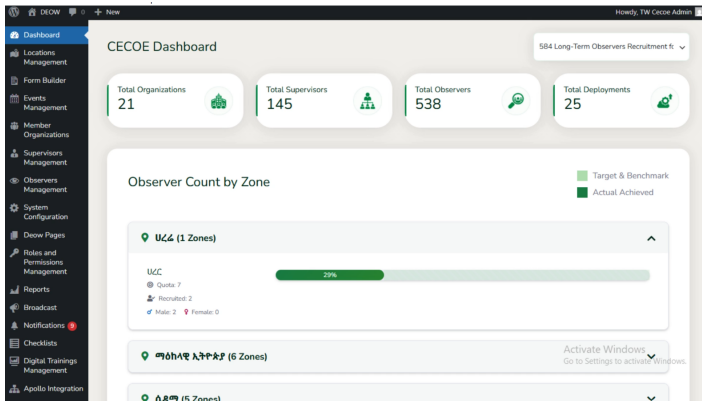 DEOW 0 + New Howdy, TW Cecoe Admin
Dashboard
Locations
Management
Form Builder
Events
Management
Member
Organizations
Supervisors
Management
Observers
Management
System
Configuration
Deow Pages
Roles and
Permissions
Management
Reports
Broadcast
Notifications 9
Checklists
Digital Trainings
Management
Apollo Integration
CECOE Dashboard
584 Long-Term Observers Recruitment fo
Total Organizations
21
Total Supervisors
145
Total Observers
538
Total Deployments
25
Observer Count by Zone
Target & Benchmark
Actual Achieved
ሀረሪ (1 Zones)
ሀረር
29%
Quota: 7
Recruited: 2
Male: 2 Female: 0
ማዕከላዊ ኢትዮጵያ (6 Zones)
Activate Windows
Go to Settings to activate Windows.
ሲዳማ (5 Zones)